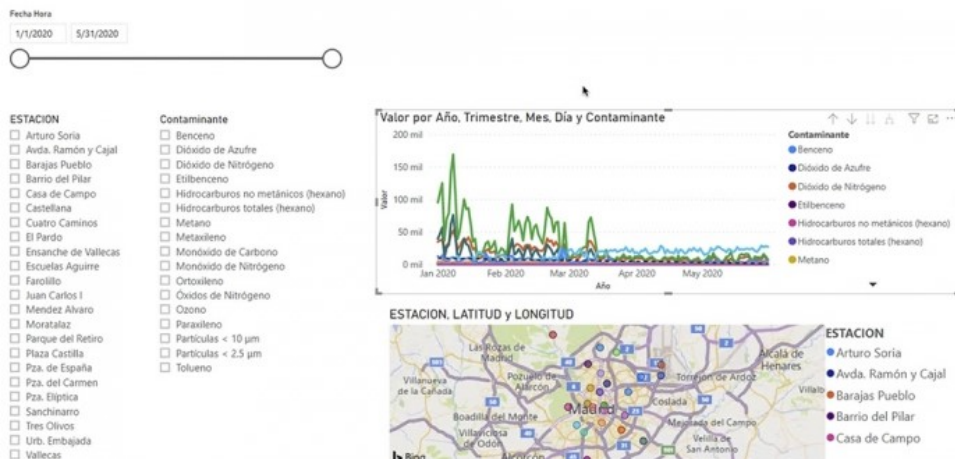 Fecha Hora
1/1/2020 5/31/2020
ESTACION
Arturo Soria
Avda. Ramón y Cajal
Barajas Pueblo
Barrio del Pilar
Casa de Campo
Castellana
Cuatro Caminos
El Pardo
Ensanche de Vallecas
Escuelas Aguirre
Farolillo
Juan Carlos I
Mendez Alvaro
Moratalaz
Parque del Retiro
Plaza Castilla
Pza. de España
Pza. del Carmen
Pza. Elíptica
Sanchinarro
Tres Olivos
Urb. Embajada
Vallecas
Contaminante
Benceno
Dióxido de Azufre
Dióxido de Nitrógeno
Etilbenceno
Hidrocarburos no metánicos (hexano)
Hidrocarburos totales (hexano)
Metano
Metaxileno
Monóxido de Carbono
Monóxido de Nitrógeno
Ortoxileno
Óxidos de Nitrógeno
Ozono
Paraxileno
Partículas < 10 µm
Partículas < 2.5 µm
Tolueno
Valor por Año, Trimestre, Mes, Día y Contaminante
Valor
200 mil
150 mil
100 mil
50 mil
0 mil
Jan 2020 Feb 2020 Mar 2020 Apr 2020 May 2020
Año
Contaminante
Benceno
Dióxido de Azufre
Dióxido de Nitrógeno
Etilbenceno
Hidrocarburos no metánicos (hexano)
Hidrocarburos totales (hexano)
Metano
ESTACION, LATITUD y LONGITUD
Las Rozas de
Madrid
Alcalá de
Henares
Villanueva
de la Cañada
Pozuelo de
Alarcón
Torrejón de Ardoz
Villalb
Madrid
Coslada
Boadilla del Monte
Mejorada del Campo
Villaviciosa
de Odón
Velilla de
San Antonio
Alcorcón
Bing
ESTACION
Arturo Soria
Avda. Ramón y Cajal
Barajas Pueblo
Barrio del Pilar
Casa de Campo